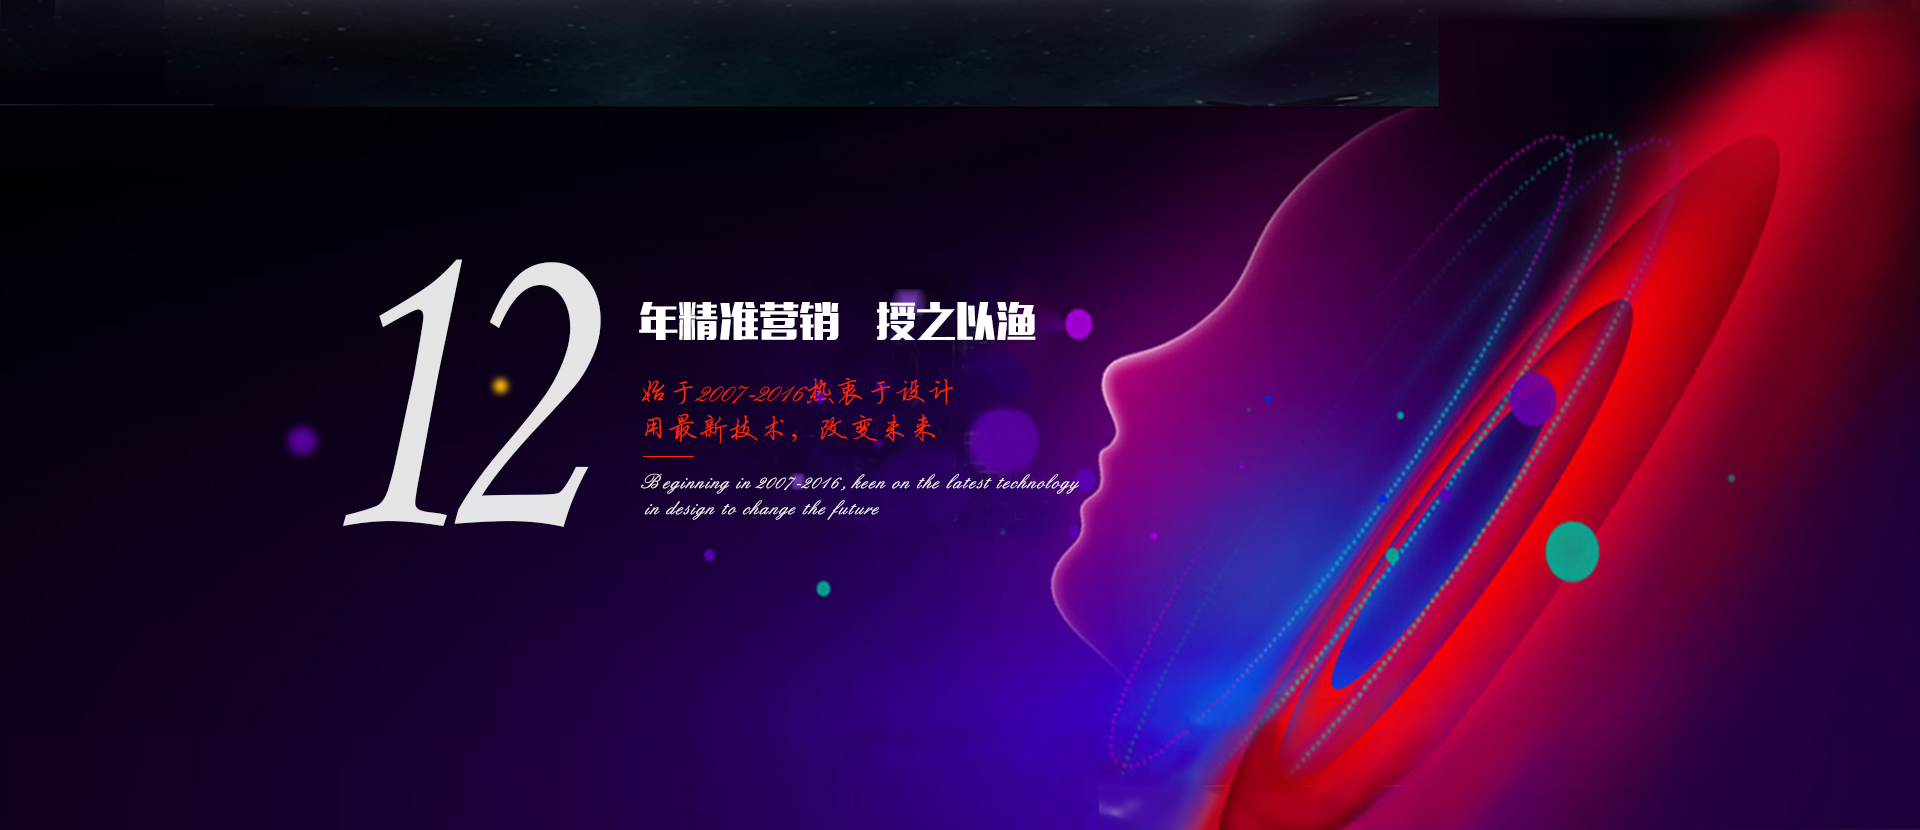 12
年精准营销 授之以渔
始于2007-2016热衷于设计
用最新技术，改变未来
Beginning in 2007-2016, keen on the latest technology
in design to change the future